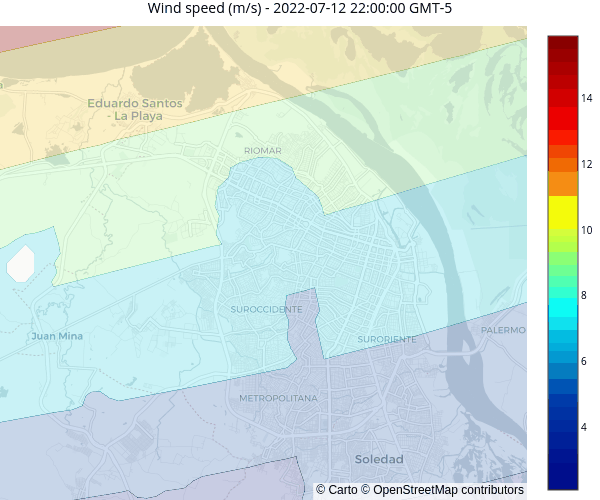 Wind speed (m/s) - 2022-07-12 22:00:00 GMT-5
Eduardo Santos
- La Playa
RIOMAR
SUROCCIDENTE
Juan Mina
SURORIENTE
PALERMO
METROPOLITANA
Soledad
© Carto © OpenStreetMap contributors
14
12
10
8
6
4